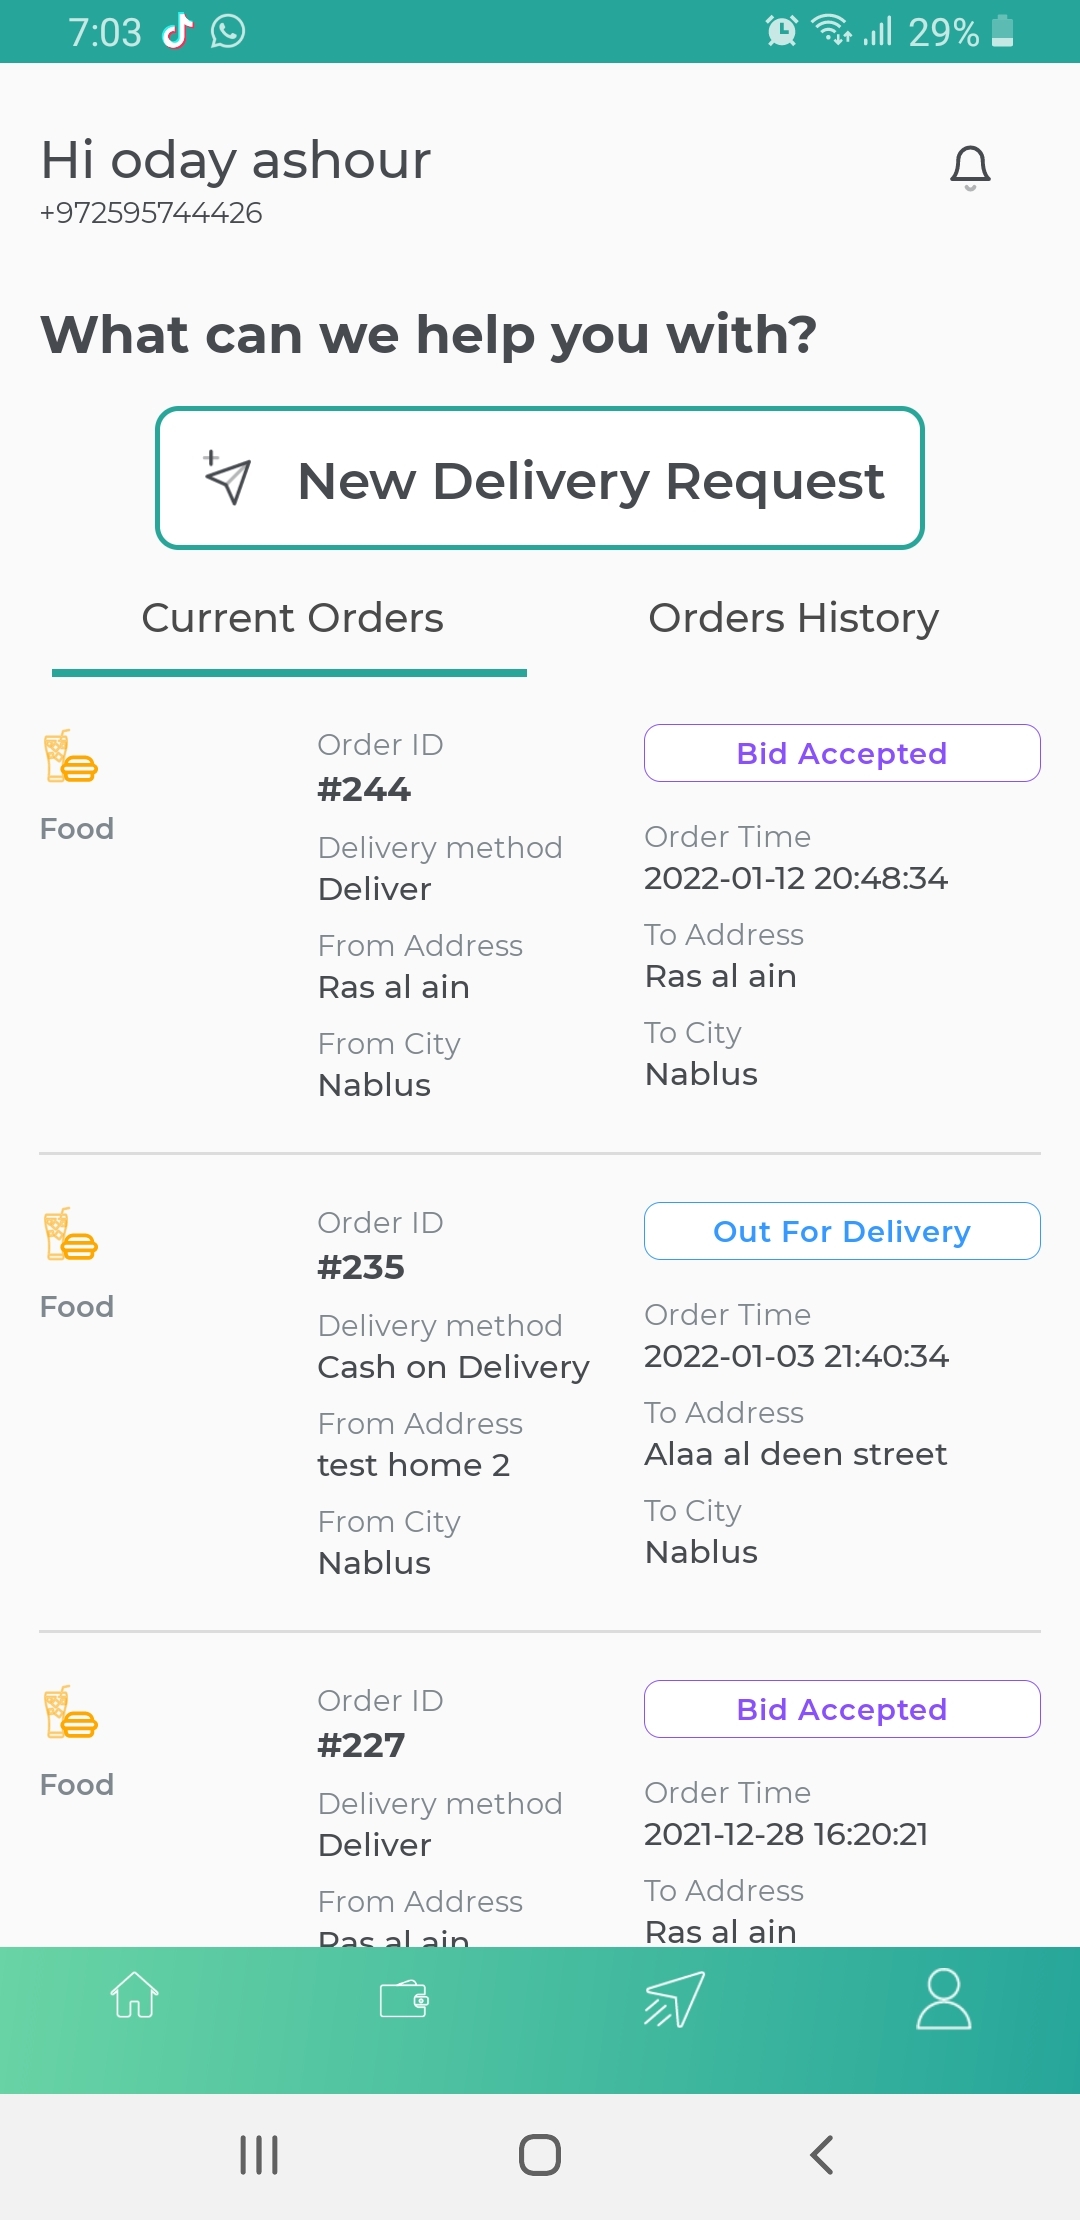 7:03
29%
Hi oday ashour
+972595744426
What can we help you with?
New Delivery Request
Current Orders
Orders History
Food
Order ID
#244
Delivery method
Deliver
From Address
Ras al ain
From City
Nablus
Bid Accepted
Order Time
2022-01-12 20:48:34
To Address
Ras al ain
To City
Nablus
Food
Order ID
#235
Delivery method
Cash on Delivery
From Address
test home 2
From City
Nablus
Out For Delivery
Order Time
2022-01-03 21:40:34
To Address
Alaa al deen street
To City
Nablus
Food
Order ID
#227
Delivery method
Deliver
From Address
Ras al ain
Bid Accepted
Order Time
2021-12-28 16:20:21
To Address
Ras al ain